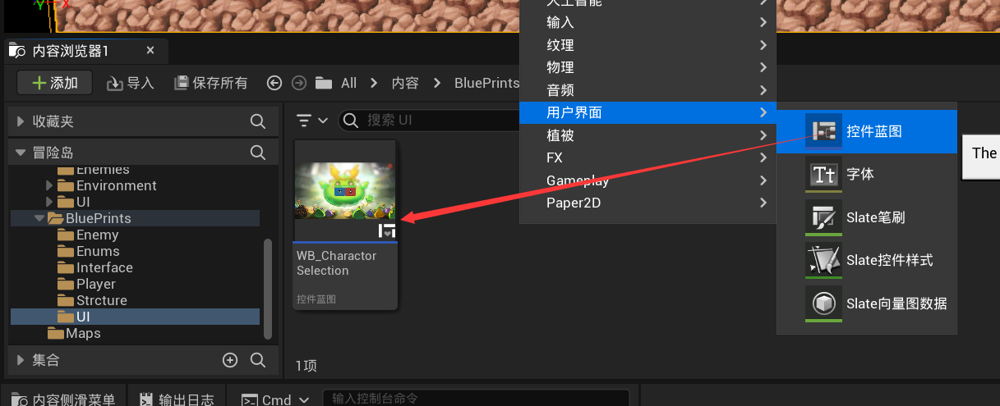 Y X
人工智能
输入
纹理
物理
音频
用户界面
植被
FX
Gameplay
Paper2D
控件蓝图
字体
Slate笔刷
Slate控件样式
Slate向量图数据
The
内容浏览器1
添加
导入
保存所有
All
内容
BluePrints
收藏夹
冒险岛
Enemies
Environment
UI
BluePrints
Enemy
Enums
Interface
Player
Strcture
UI
Maps
集合
搜索 UI
WB_Charactor
Selection
控件蓝图
1项
内容侧滑菜单
输出日志
Cmd
输入控制台命令